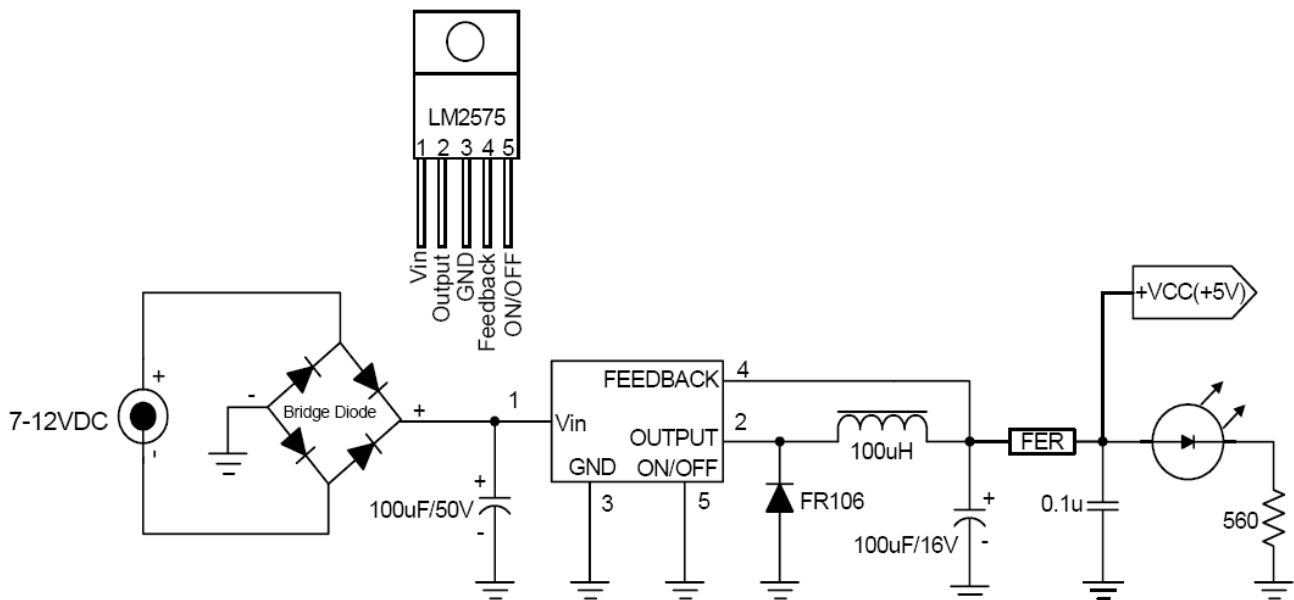 LM2575
1 2 3 4 5
Vin
Output
GND
Feedback
ON/OFF
+VCC(+5V)
7-12VDC
+
-
-
Bridge Diode
+
1
Vin
FEEDBACK
4
OUTPUT
2
GND
ON/OFF
3
5
100uF/50V
+
-
100uH
FR106
+
-
100uF/16V
FER
0.1u
560